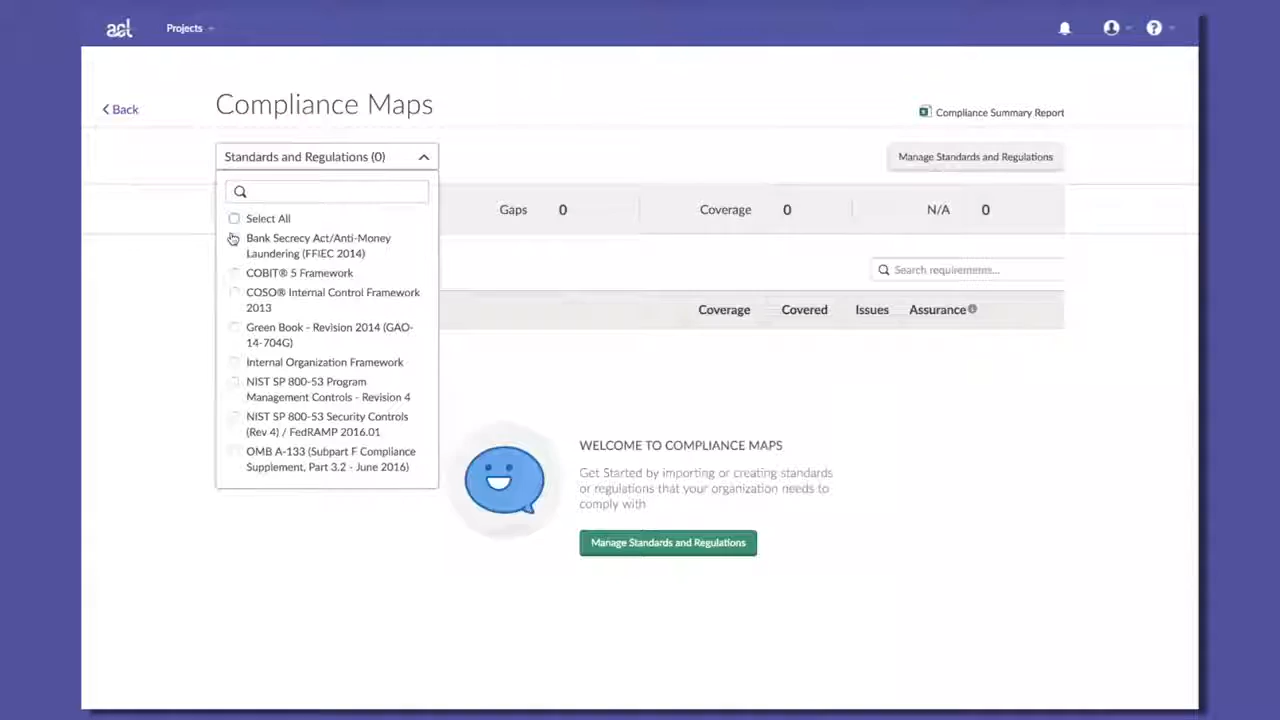 acl
Projects
Back
Compliance Maps
Compliance Summary Report
Standards and Regulations (0)
Manage Standards and Regulations
Gaps 0 Coverage 0 N/A 0
Select All
Bank Secrecy Act/Anti-Money
Laundering (FFIEC 2014)
COBIT® 5 Framework
COSO® Internal Control Framework
2013
Green Book - Revision 2014 (GAO-
14-704G)
Internal Organization Framework
NIST SP 800-53 Program
Management Controls - Revision 4
NIST SP 800-53 Security Controls
(Rev 4) / FedRAMP 2016.01
OMB A-133 (Subpart F Compliance
Supplement, Part 3.2 - June 2016)
Search requirements...
Coverage Covered Issues Assurance
WELCOME TO COMPLIANCE MAPS
Get Started by importing or creating standards
or regulations that your organization needs to
comply with
Manage Standards and Regulations